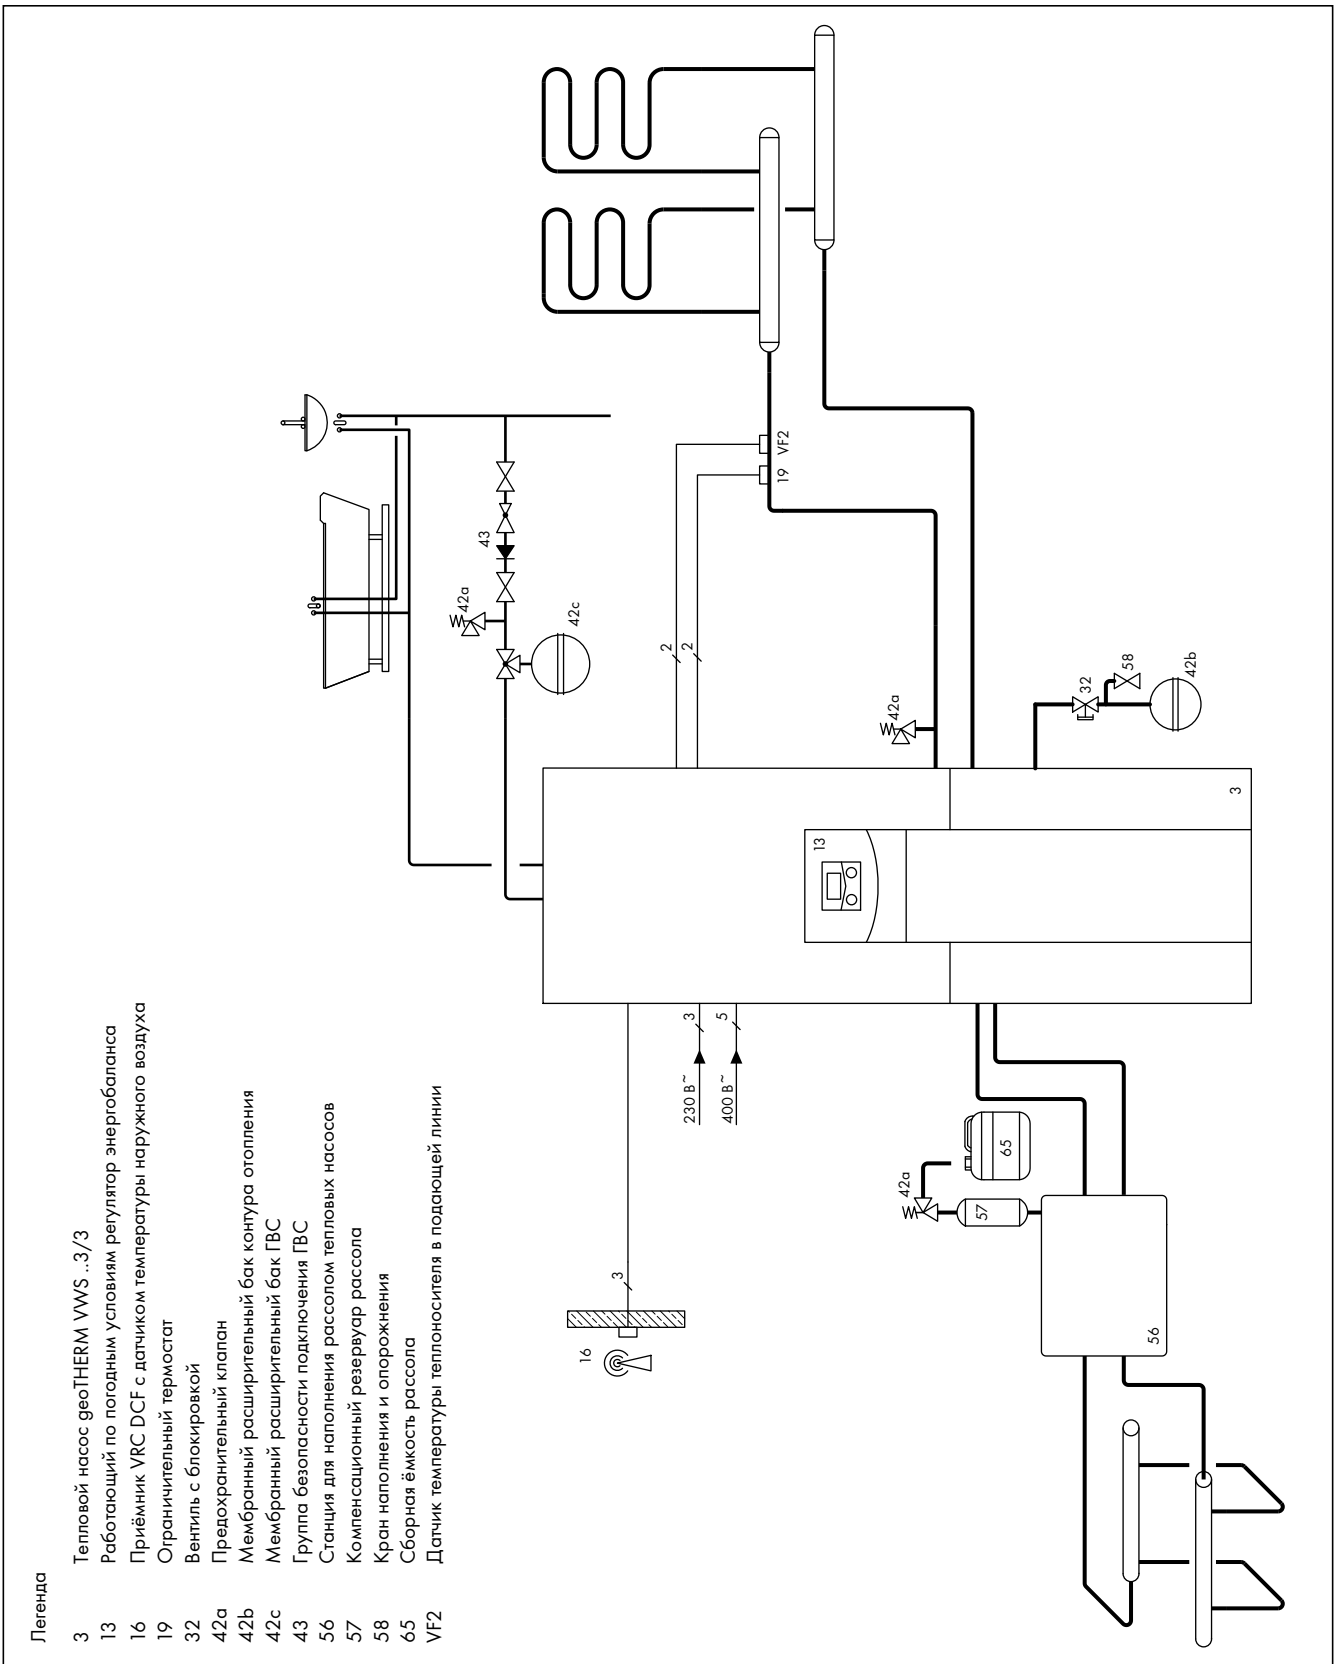 Легенда
3 Тепловой насос geoTHERM VWS ..3/3
13 Работающий по погодным условиям регулятор энергобаланса
16 Приёмник VRC DCF с датчиком температуры наружного воздуха
19 Ограничительный термостат
32 Вентиль с блокировкой
42a Предохранительный клапан
42b Мембранный расширительный бак контура отопления
42c Мембранный расширительный бак ГВС
43 Группа безопасности подключения ГВС
56 Станция для наполнения рассолом тепловых насосов
57 Компенсационный резервуар рассола
58 Кран наполнения и опорожнения
65 Сборная ёмкость рассола
VF2 Датчик температуры теплоносителя в подающей линии
16
3
230 В~
3
400 В~
5
42a
57
65
56
13
3
43
42a
42c
2
2
19
VF2
42a
32
58
42b